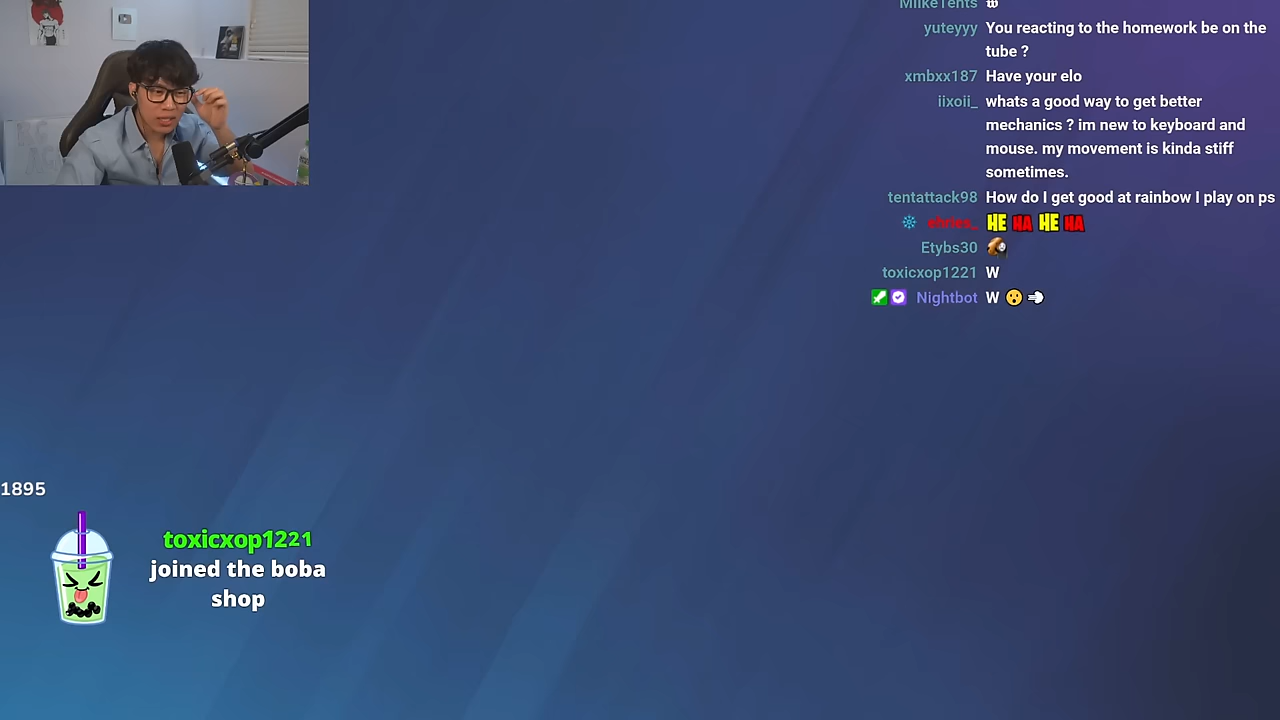 MiikeTents
yuteyyy You reacting to the homework be on the
tube ?
xmbxx187 Have your elo
iixoii_ whats a good way to get better
mechanics ? im new to keyboard and
mouse. my movement is kinda stiff
sometimes.
tentattack98 How do I get good at rainbow I play on ps
ehries_ HE HA HE HA
Etybs30
toxicxop1221 W
Nightbot W
1895
toxicxop1221
joined the boba
shop